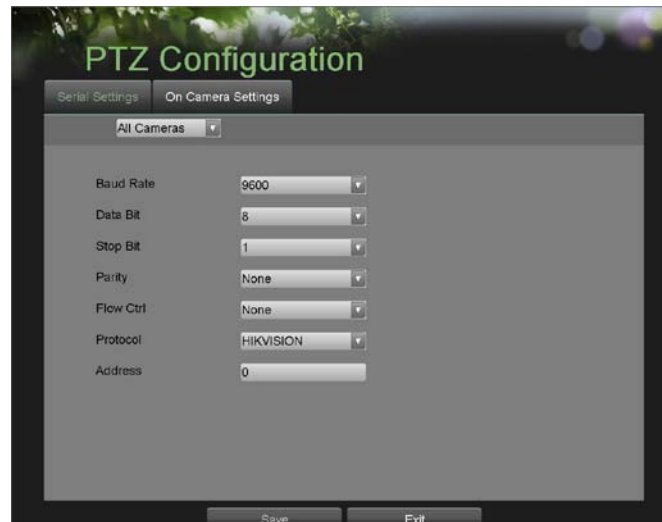 PTZ Configuration
Serial Settings On Camera Settings
All Cameras
Baud Rate 9600
Data Bit 8
Stop Bit 1
Parity None
Flow Ctrl None
Protocol HIKVISION
Address 0
Save Exit